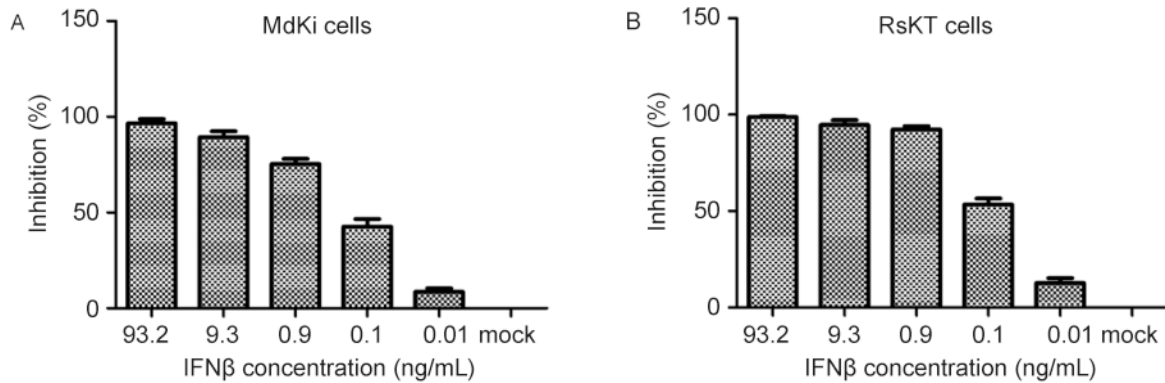 A
MdKi cells
150
100
50
0
Inhibition (%)
93.2 9.3 0.9 0.1 0.01 mock
IFNβ concentration (ng/mL)
B
RsKT cells
150
100
50
0
Inhibition (%)
93.2 9.3 0.9 0.1 0.01 mock
IFNβ concentration (ng/mL)